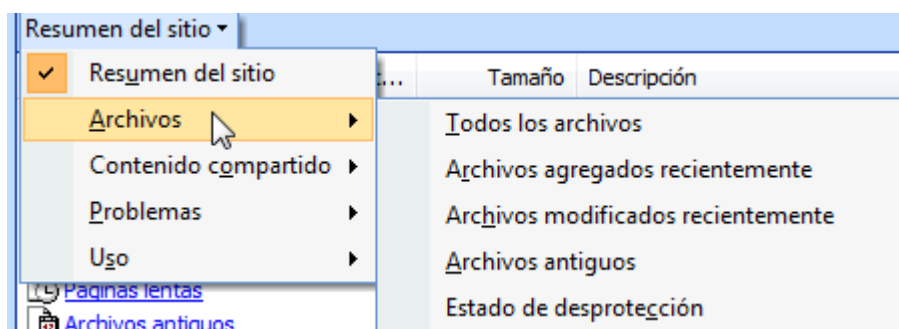 Resumen del sitio
Resumen del sitio
Tamaño Descripción
Archivos
Todos los archivos
Archivos agregados recientemente
Contenido compartido
Archivos modificados recientemente
Problemas
Archivos antiguos
Uso
Estado de desprotección
Páginas lentas
Archivos antiguos